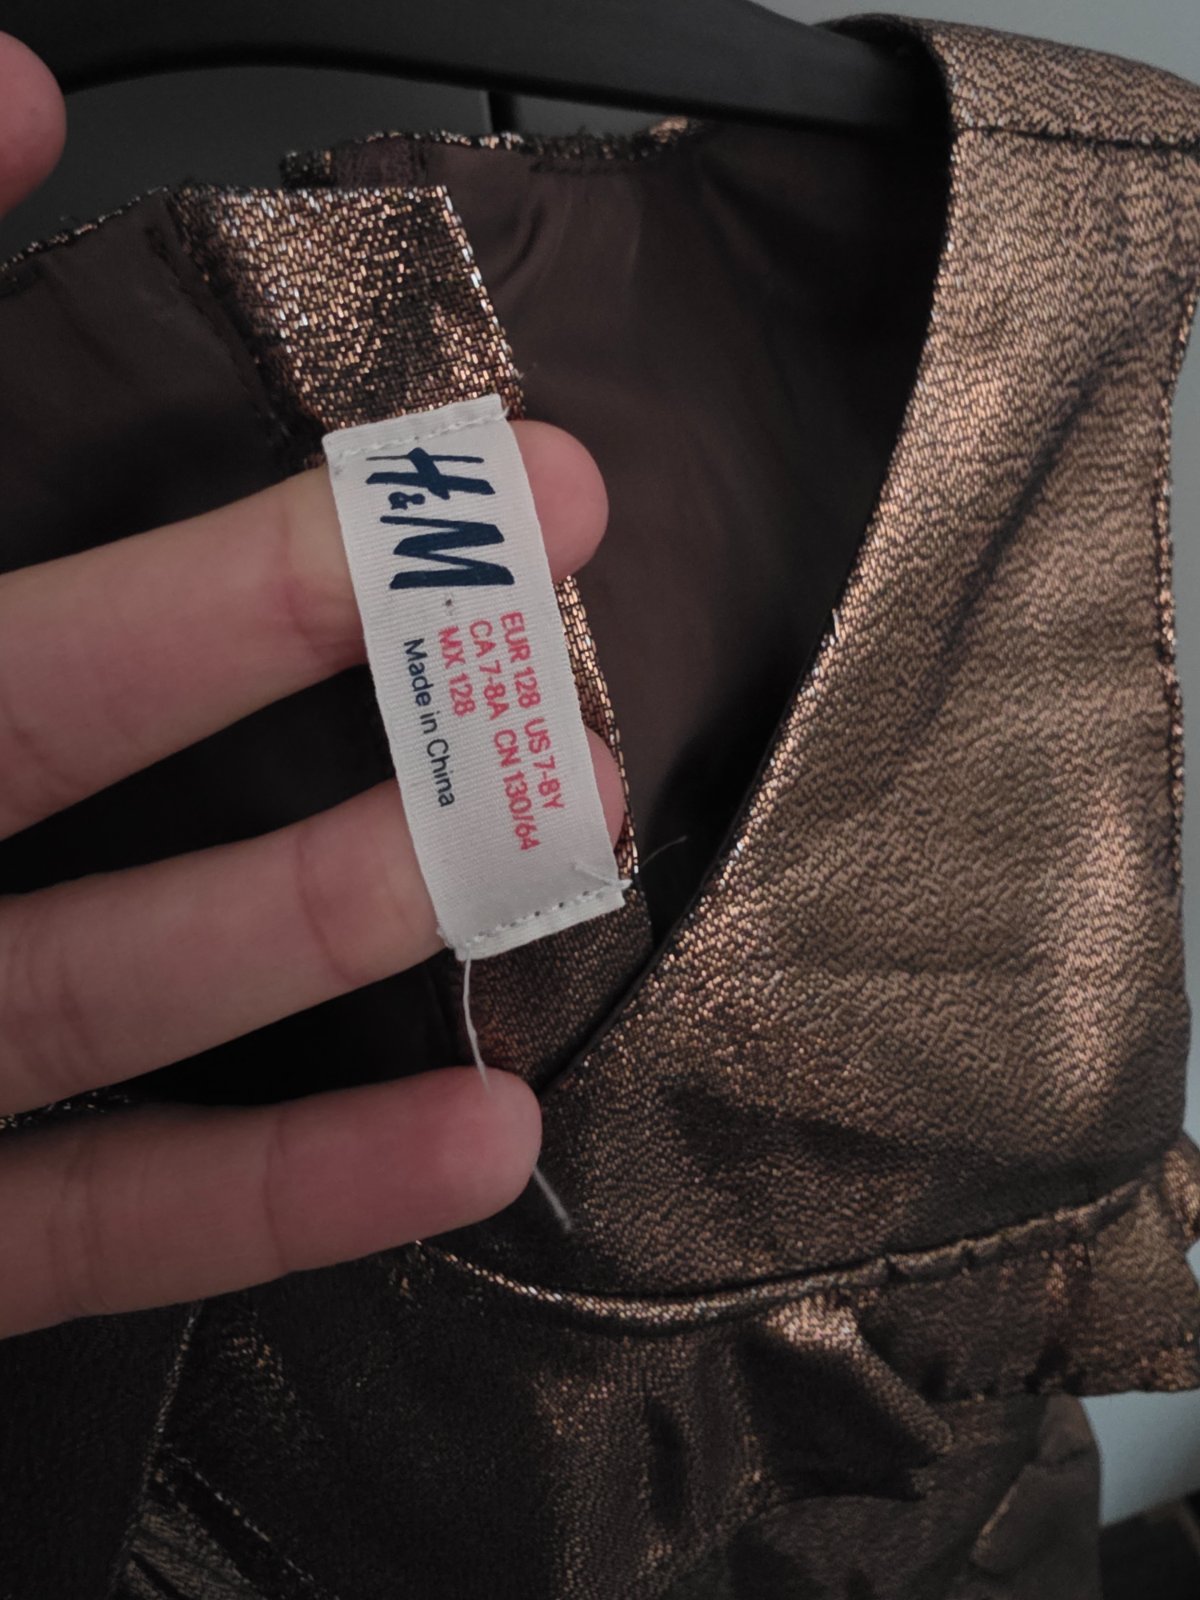 H&M
EUR 128 US 7-8Y
CA 7-8A CN 130/64
MX 128
Made in China